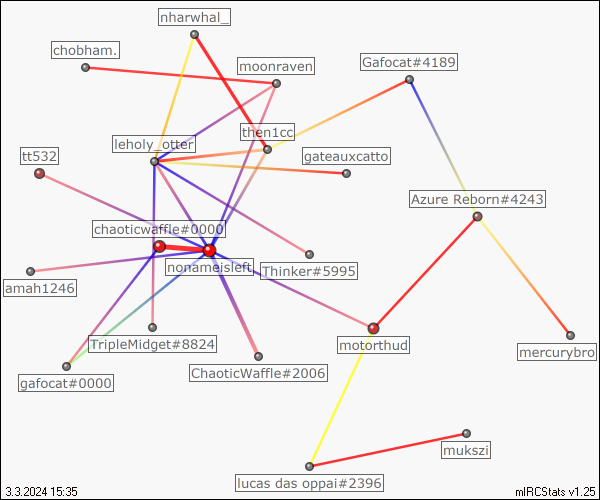 nharwhal_
chobham.
moonraven
Gafocat#4189
then1cc
leholy_otter
gateauxcatto
tt532
Azure Reborn#4243
chaoticwaffle#0000
nonameisleft
Thinker#5995
amah1246
TripleMidget#8824
motorthud
mercurybro
ChaoticWaffle#2006
gafocat#0000
mukszi
lucas das oppai#2396
3.3.2024 15:35
mIRCStats v1.25